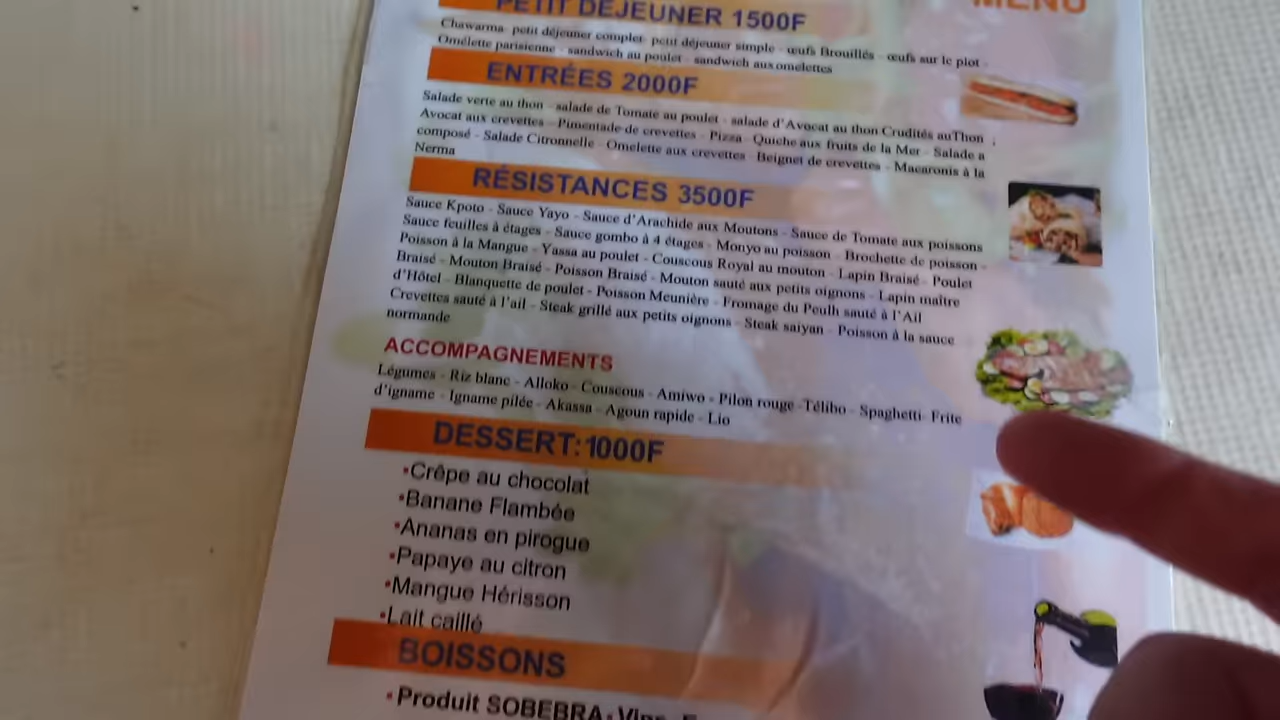 MENU
PETIT DÉJEUNER 1500F
Chawarma- petit déjeuner complet- petit déjeuner simple - œufs Brouillés - œufs sur le plot -
Omelette parisienne - sandwich au poulet - sandwich aux omelettes
ENTRÉES 2000F
Salade verte au thon - salade de Tomate au poulet - salade d'Avocat au thon Crudités auThon ,
Avocat aux crevettes - Pimentade de crevettes - Pizza - Quiche aux fruits de la Mer - Salade a
composé - Salade Citronnelle - Omelette aux crevettes - Beignet de crevettes - Macaronis à la
Nerma
RÉSISTANCES 3500F
Sauce Kpoto - Sauce Yayo - Sauce d'Arachide aux Moutons - Sauce de Tomate aux poissons
Sauce feuilles à étages - Sauce gombo à 4 étages - Monyo au poisson - Brochette de poisson -
Poisson à la Mangue - Yassa au poulet - Couscous Royal au mouton - Lapin Braisé - Poulet
Braisé - Mouton Braisé - Poisson Braisé - Mouton sauté aux petits oignons - Lapin maître
d'Hôtel - Blanquette de poulet - Poisson Meunière - Fromage du Peulh sauté à l'Ail
Crevettes sauté à l'ail - Steak grillé aux petits oignons - Steak saiyan - Poisson à la sauce
normande
ACCOMPAGNEMENTS
Légumes - Riz blanc - Alloko - Couscous - Amiwo - Pilon rouge -Télibo - Spaghetti- Frite
d'igname - Igname pilée - Akassa - Agoun rapide - Lio
DESSERT: 1000F
•Crêpe au chocolat
•Banane Flambée
•Ananas en pirogue
•Papaye au citron
•Mangue Hérisson
•Lait caillé
BOISSONS
•Produit SOBEBRA• Vins